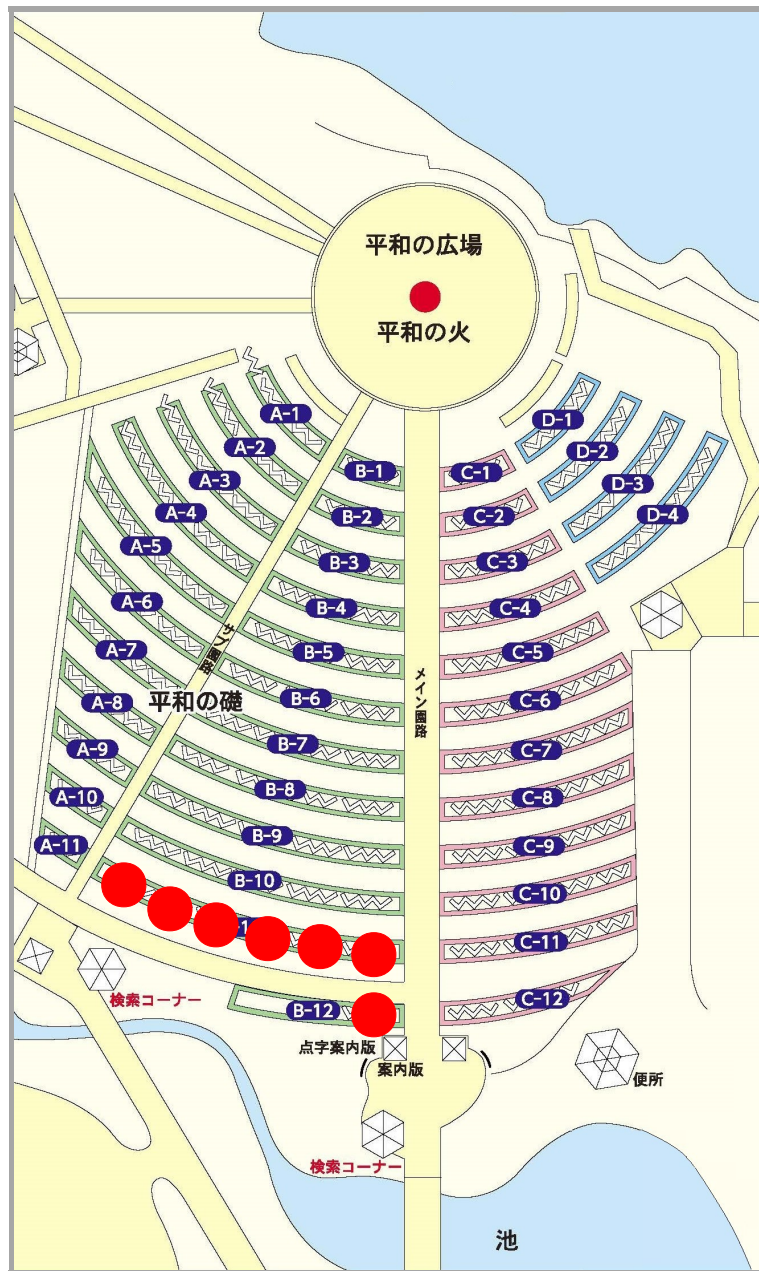 平和の広場
平和の火
A-1
A-2
A-3
A-4
A-5
A-6
A-7
A-8
A-9
A-10
A-11
B-1
B-2
B-3
B-4
B-5
B-6
B-7
B-8
B-9
B-10
B-12
C-1
C-2
C-3
C-4
C-5
C-6
C-7
C-8
C-9
C-10
C-11
C-12
D-1
D-2
D-3
D-4
サブ園路
メイン園路
平和の礎
検索コーナー
点字案内版
案内版
便所
検索コーナー
池